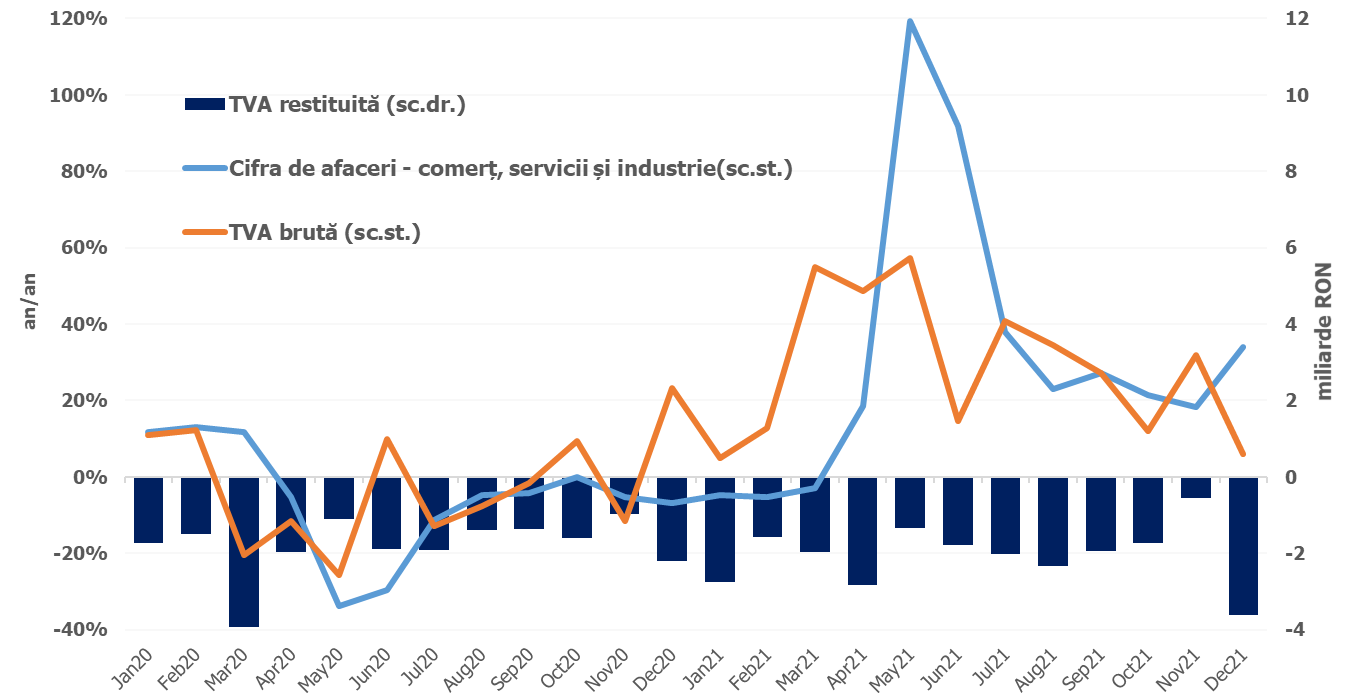 120%
100%
80%
60%
40%
20%
0%
-20%
-40%
an/an
TVA restituită (sc.dr.)
Cifra de afaceri - comerț, servicii și industrie(sc.st.)
TVA brută (sc.st.)
12
10
8
6
4
2
0
-2
-4
miliarde RON
Jan20
Feb20
Mar20
Apr20
May20
Jun20
Jul20
Aug20
Sep20
Oct20
Nov20
Dec20
Jan21
Feb21
Mar21
Apr21
May21
Jun21
Jul21
Aug21
Sep21
Oct21
Nov21
Dec21